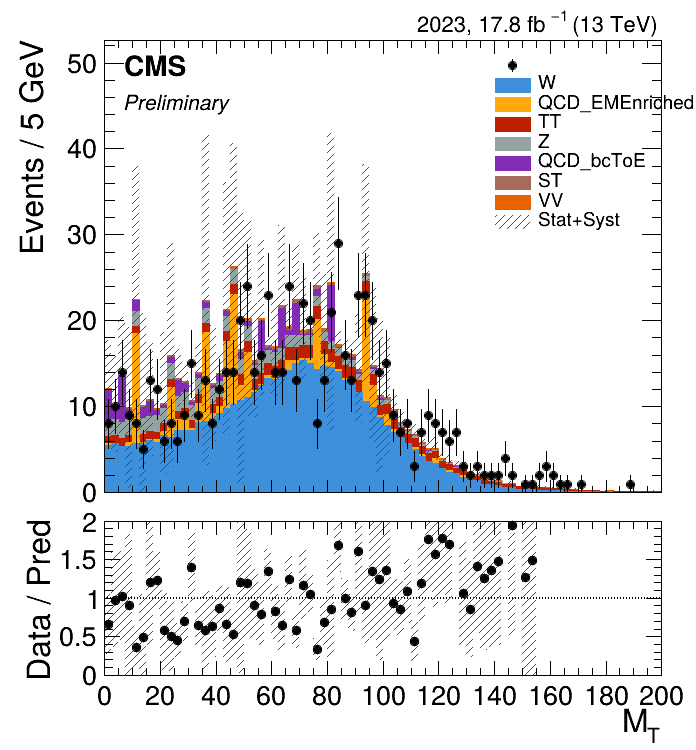 2023, 17.8 fb⁻¹ (13 TeV)
CMS
Preliminary
W
QCD_EMEnriched
TT
Z
QCD_bcToE
ST
VV
Stat+Syst
Events / 5 GeV
50
40
30
20
10
0
Data / Pred
2
1.5
1
0.5
0
0 20 40 60 80 100 120 140 160 180 200
M_T